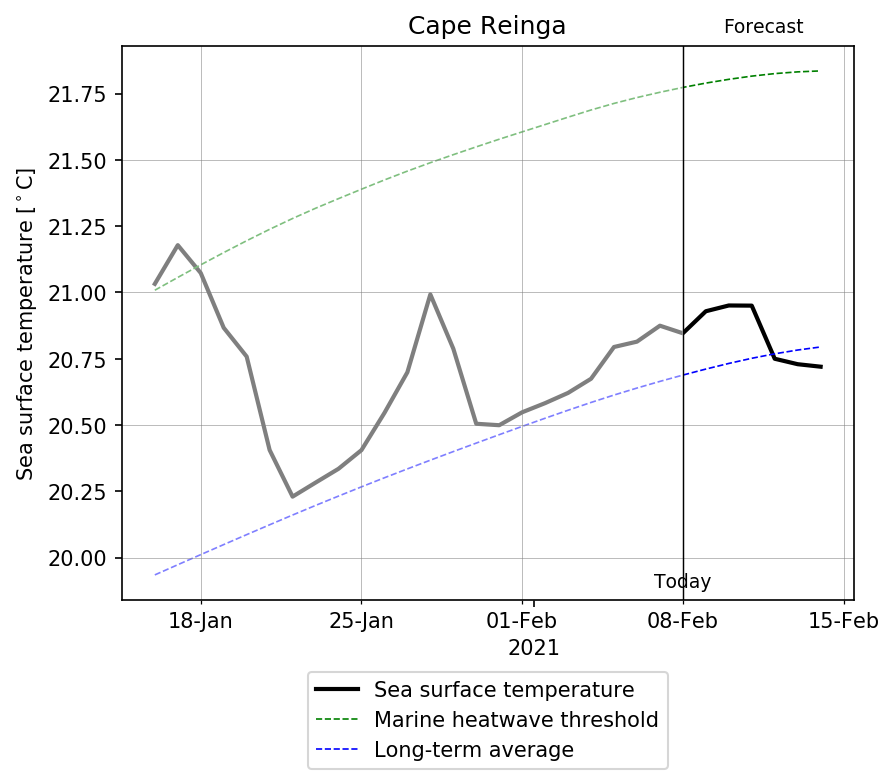 Cape Reinga
Forecast
Sea surface temperature [°C]
21.75
21.50
21.25
21.00
20.75
20.50
20.25
20.00
Today
18-Jan
25-Jan
01-Feb
08-Feb
15-Feb
2021
Sea surface temperature
Marine heatwave threshold
Long-term average